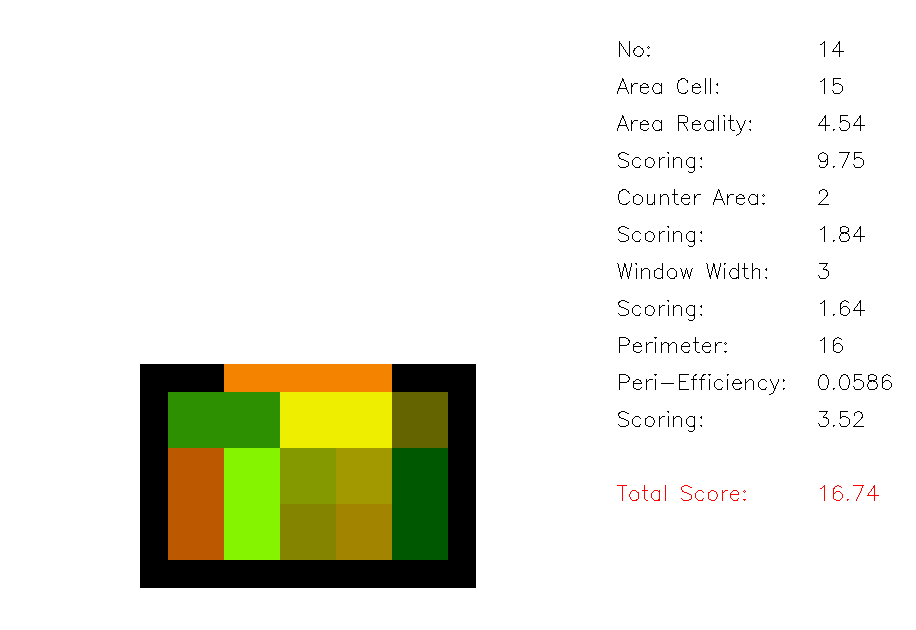 No: 14
Area Cell: 15
Area Reality: 4.54
Scoring: 9.75
Counter Area: 2
Scoring: 1.84
Window Width: 3
Scoring: 1.64
Perimeter: 16
Peri-Efficiency: 0.0586
Scoring: 3.52
Total Score: 16.74